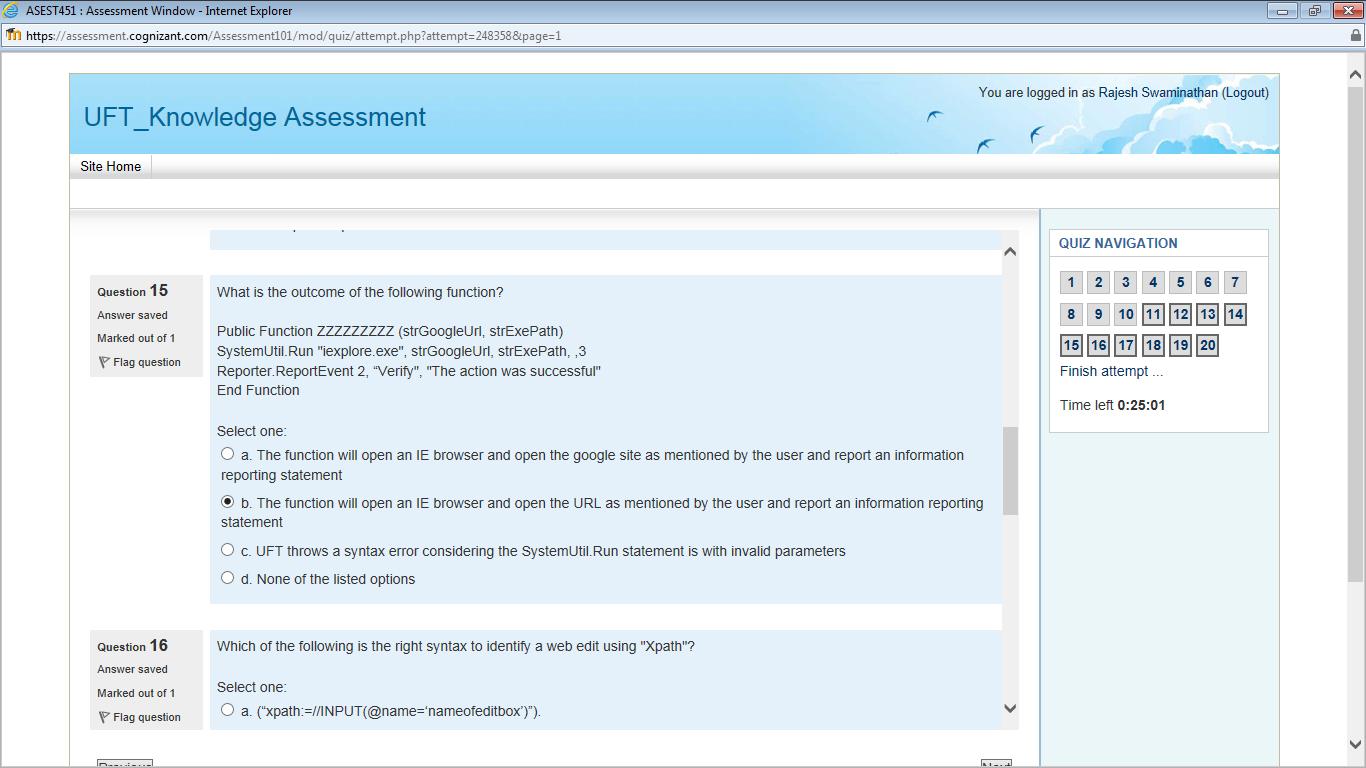 ASEST451 : Assessment Window - Internet Explorer
https://assessment.cognizant.com/Assessment101/mod/quiz/attempt.php?attempt=248358&page=1
You are logged in as Rajesh Swaminathan (Logout)
UFT_Knowledge Assessment
Site Home
Question 15
Answer saved
Marked out of 1
Flag question
What is the outcome of the following function?
Public Function ZZZZZZZZZ (strGoogleUrl, strExePath)
SystemUtil.Run "iexplore.exe", strGoogleUrl, strExePath, ,3
Reporter.ReportEvent 2, “Verify", "The action was successful"
End Function
Select one:
a. The function will open an IE browser and open the google site as mentioned by the user and report an information
reporting statement
b. The function will open an IE browser and open the URL as mentioned by the user and report an information reporting
statement
c. UFT throws a syntax error considering the SystemUtil.Run statement is with invalid parameters
d. None of the listed options
Question 16
Answer saved
Marked out of 1
Flag question
Which of the following is the right syntax to identify a web edit using "Xpath"?
Select one:
a. (“xpath:=//INPUT(@name=‘nameofeditbox’)”).
Previous
Next
QUIZ NAVIGATION
1 2 3 4 5 6 7
8 9 10 11 12 13 14
15 16 17 18 19 20
Finish attempt ...
Time left 0:25:01